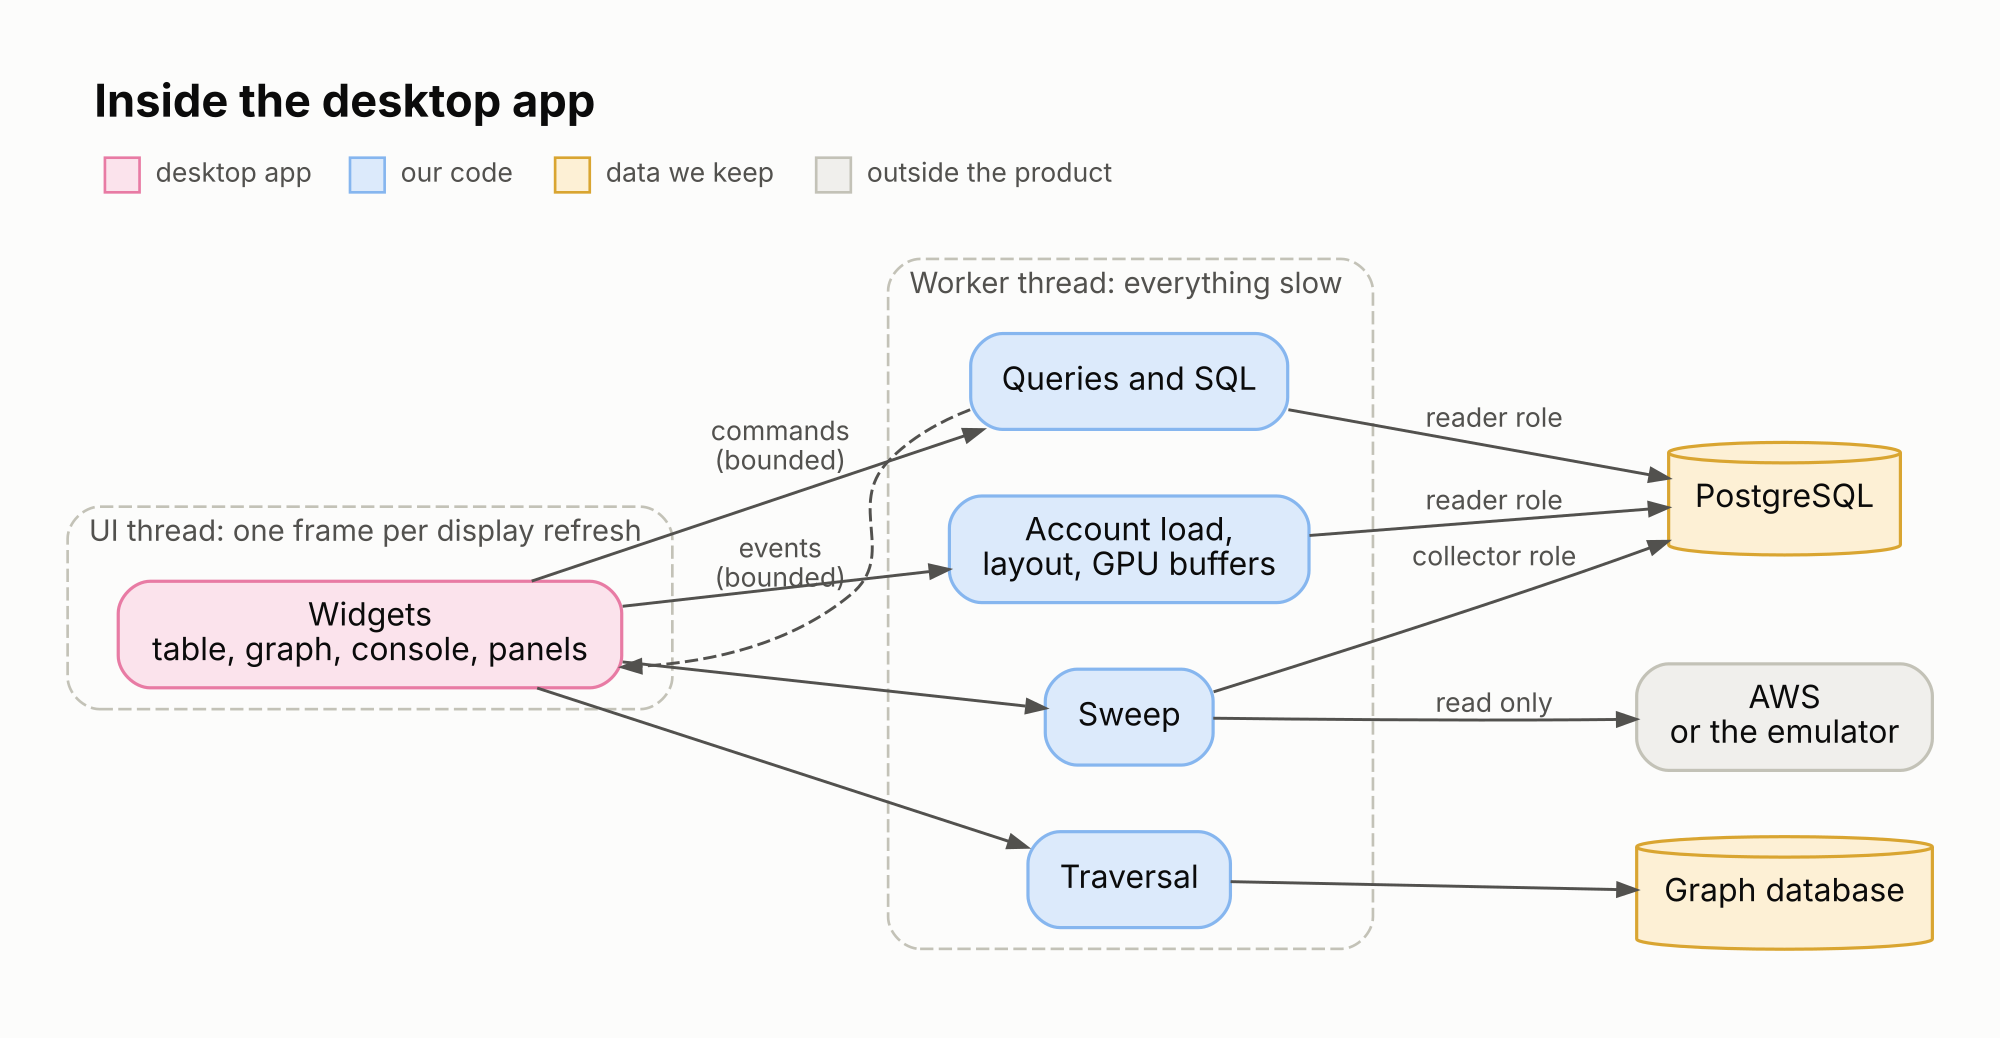 Inside the desktop app
desktop app
our code
data we keep
outside the product
Worker thread: everything slow
Queries and SQL
commands
(bounded)
reader role
PostgreSQL
UI thread: one frame per display refresh
events
(bounded)
Account load,
layout, GPU buffers
reader role
collector role
Widgets
table, graph, console, panels
Sweep
read only
AWS
or the emulator
Traversal
Graph database